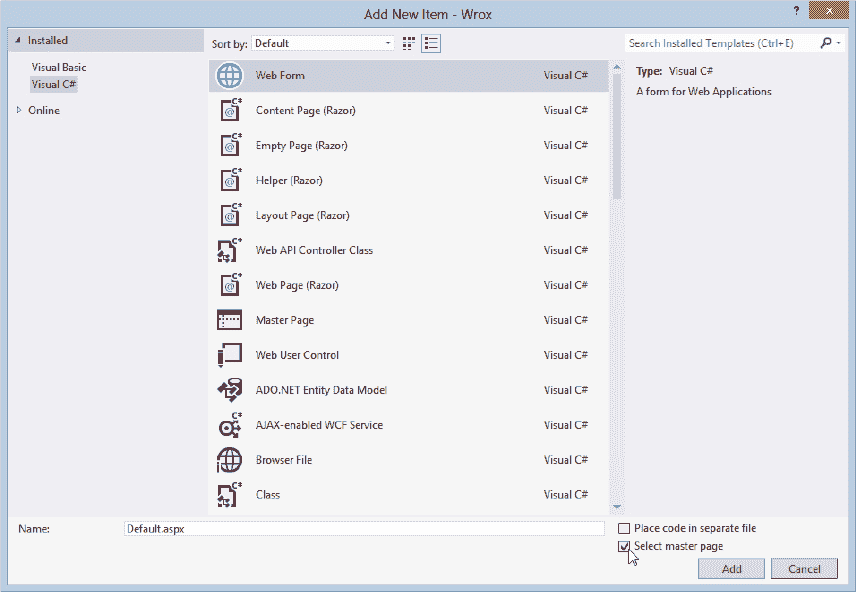 Add New Item - Wrox
?
x
Installed
Visual Basic
Visual C#
Online
Sort by: Default
Search Installed Templates (Ctrl+E)
Web Form Visual C#
Content Page (Razor) Visual C#
Empty Page (Razor) Visual C#
Helper (Razor) Visual C#
Layout Page (Razor) Visual C#
Web API Controller Class Visual C#
Web Page (Razor) Visual C#
Master Page Visual C#
Web User Control Visual C#
ADO.NET Entity Data Model Visual C#
AJAX-enabled WCF Service Visual C#
Browser File Visual C#
Class Visual C#
Type: Visual C#
A form for Web Applications
Name: Default.aspx
Place code in separate file
Select master page
Add Cancel